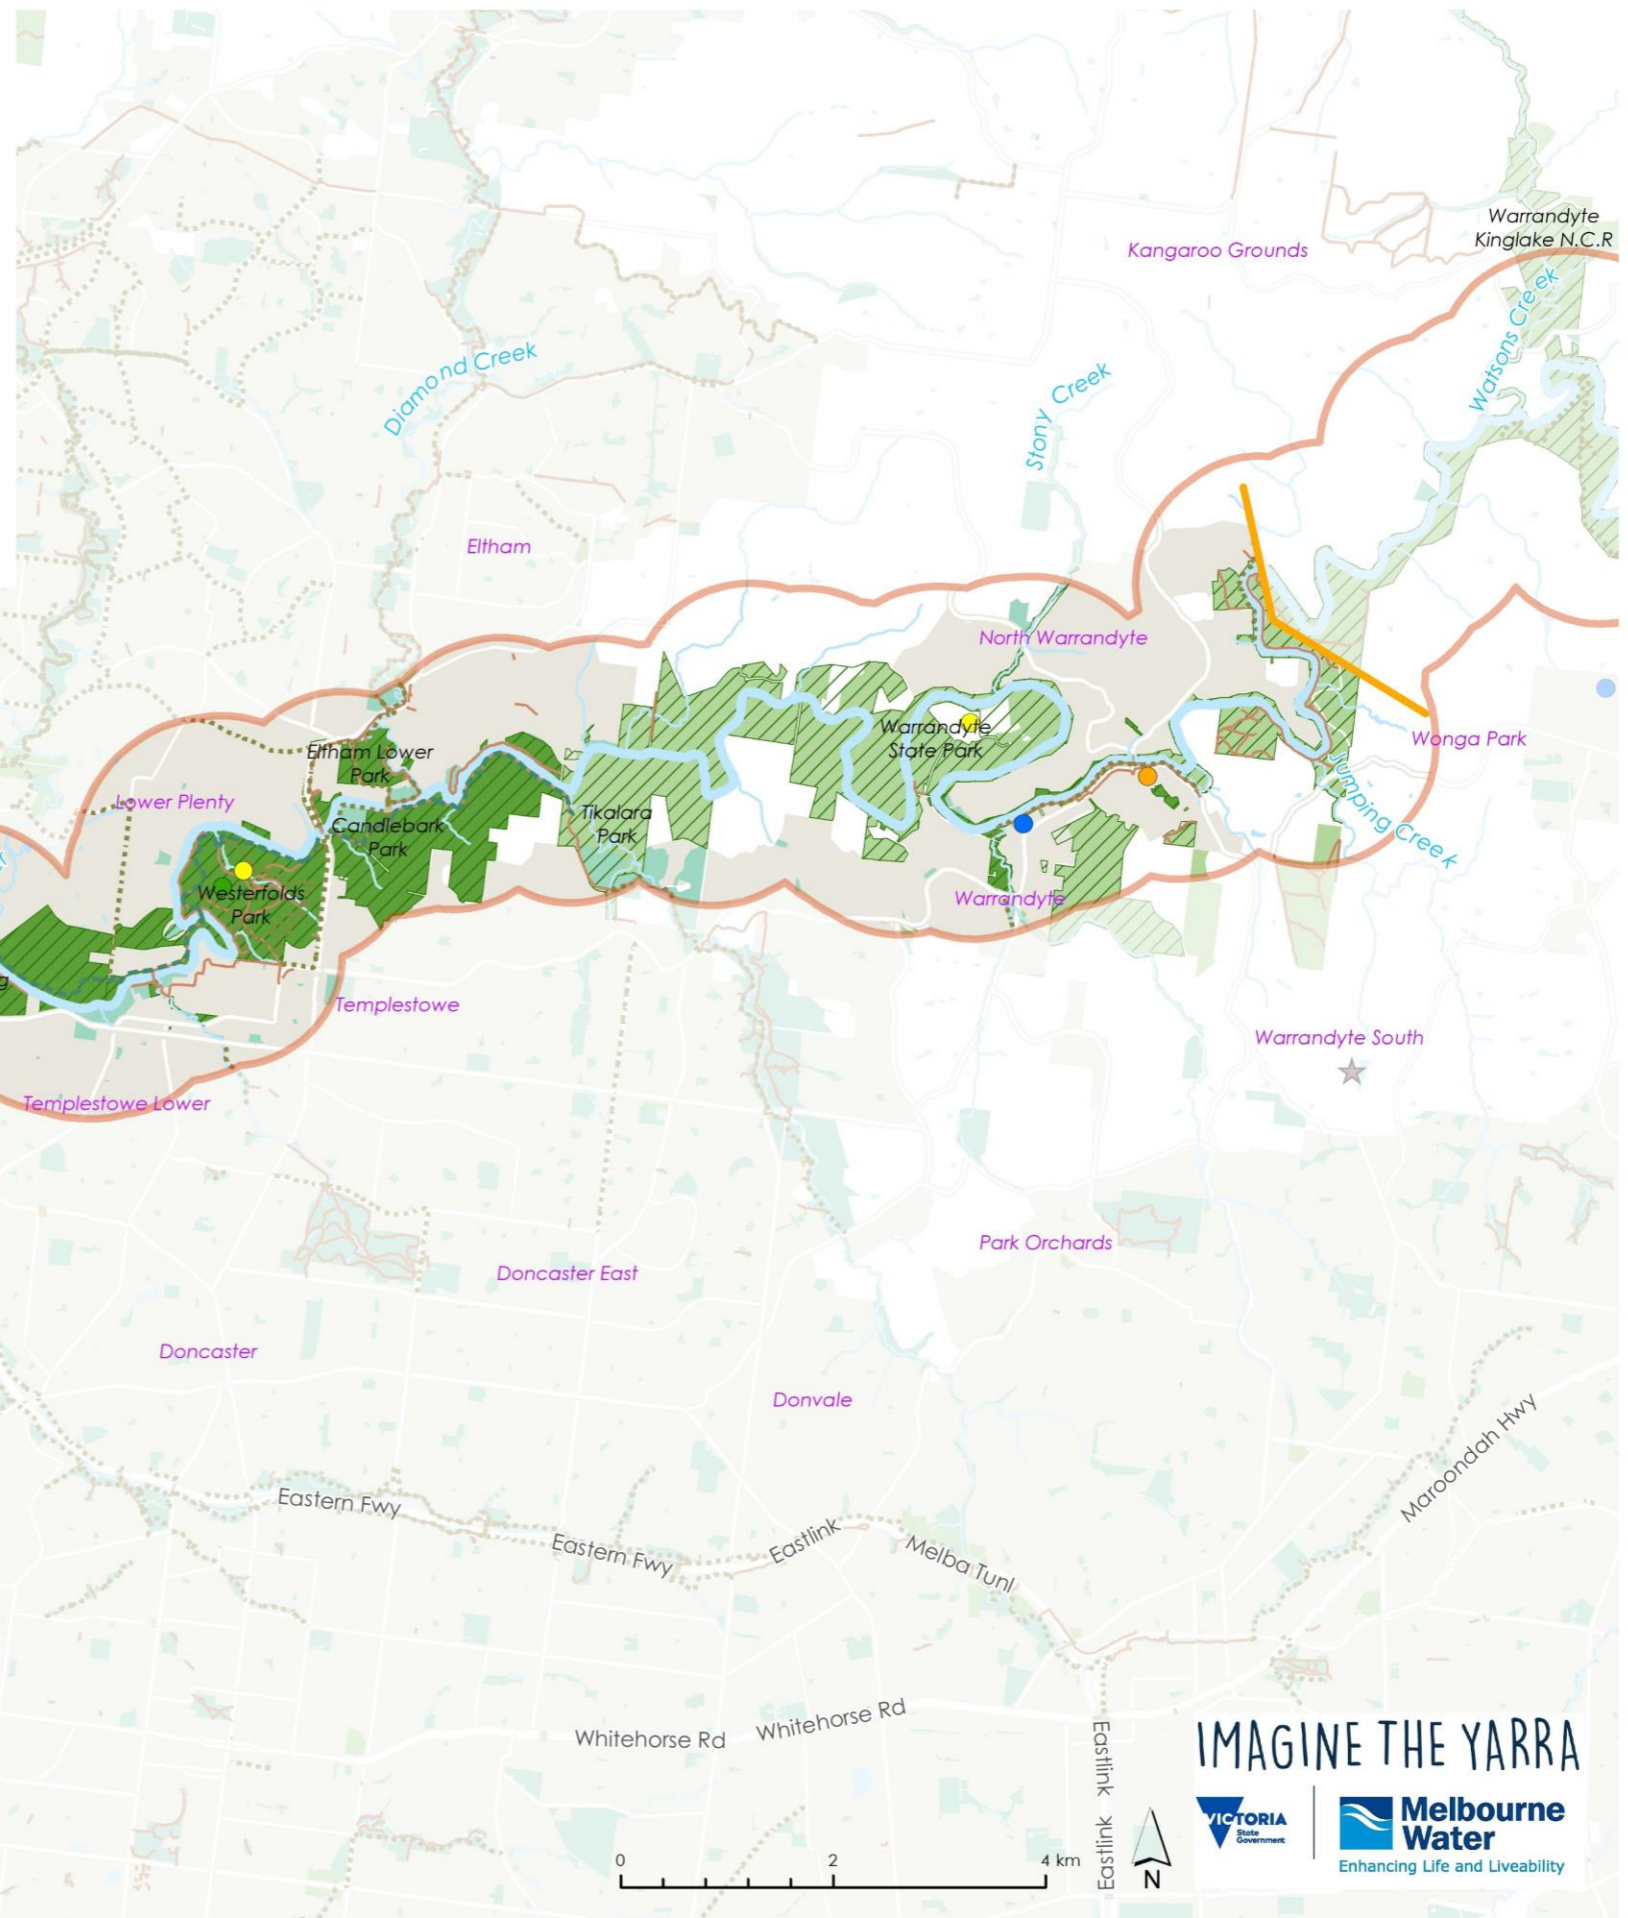 Warrandyte
Kinglake N.C.R
Kangaroo Grounds
Watsons Creek
Diamond Creek
Stony Creek
Eltham
North Warrandyte
Warrandyte
State Park
Wonga Park
Eltham Lower
Park
Lower Plenty
Candlebark
Park
Tikalara
Park
Jumping Creek
Westerfolds
Park
Warrandyte
g
Templestowe
Warrandyte South
Templestowe Lower
Park Orchards
Doncaster East
Doncaster
Donvale
Maroondah Hwy
Eastern Fwy
Eastern Fwy
Eastlink
Melba Tunl
Whitehorse Rd
Whitehorse Rd
Eastlink
Eastlink
IMAGINE THE YARRA
VICTORIA
State
Government
Melbourne
Water
Enhancing Life and Liveability
0 2 4 km
N